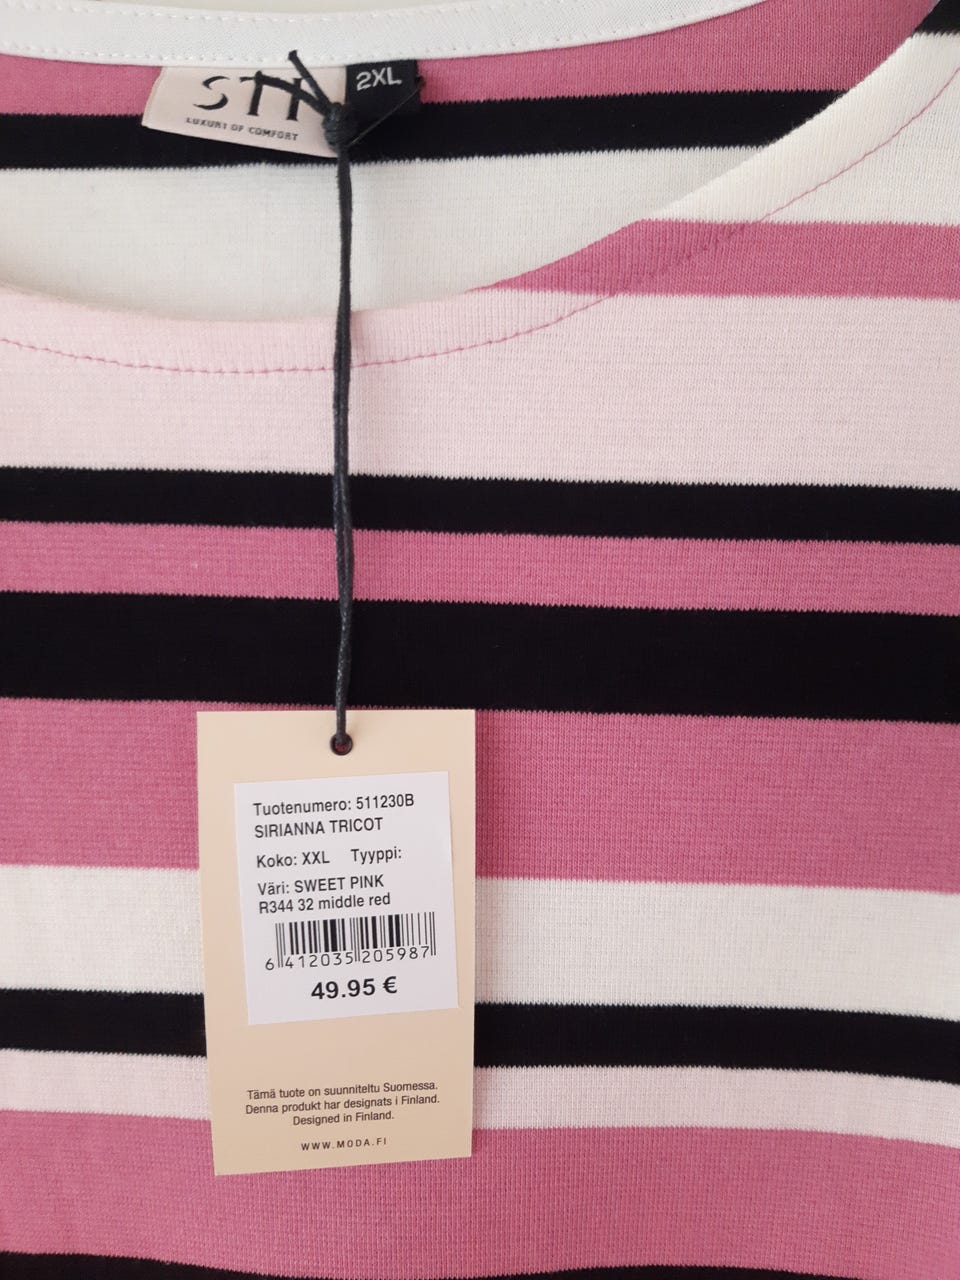 2XL
LUXURY OF COMFORT
Tuotenumero: 511230B
SIRIANNA TRICOT
Koko: XXL Tyyppi:
Väri: SWEET PINK
R344 32 middle red
6 412035 205987
49.95 €
Tämä tuote on suunniteltu Suomessa.
Denna produkt har designats i Finland.
Designed in Finland.
WWW.MODA.FI